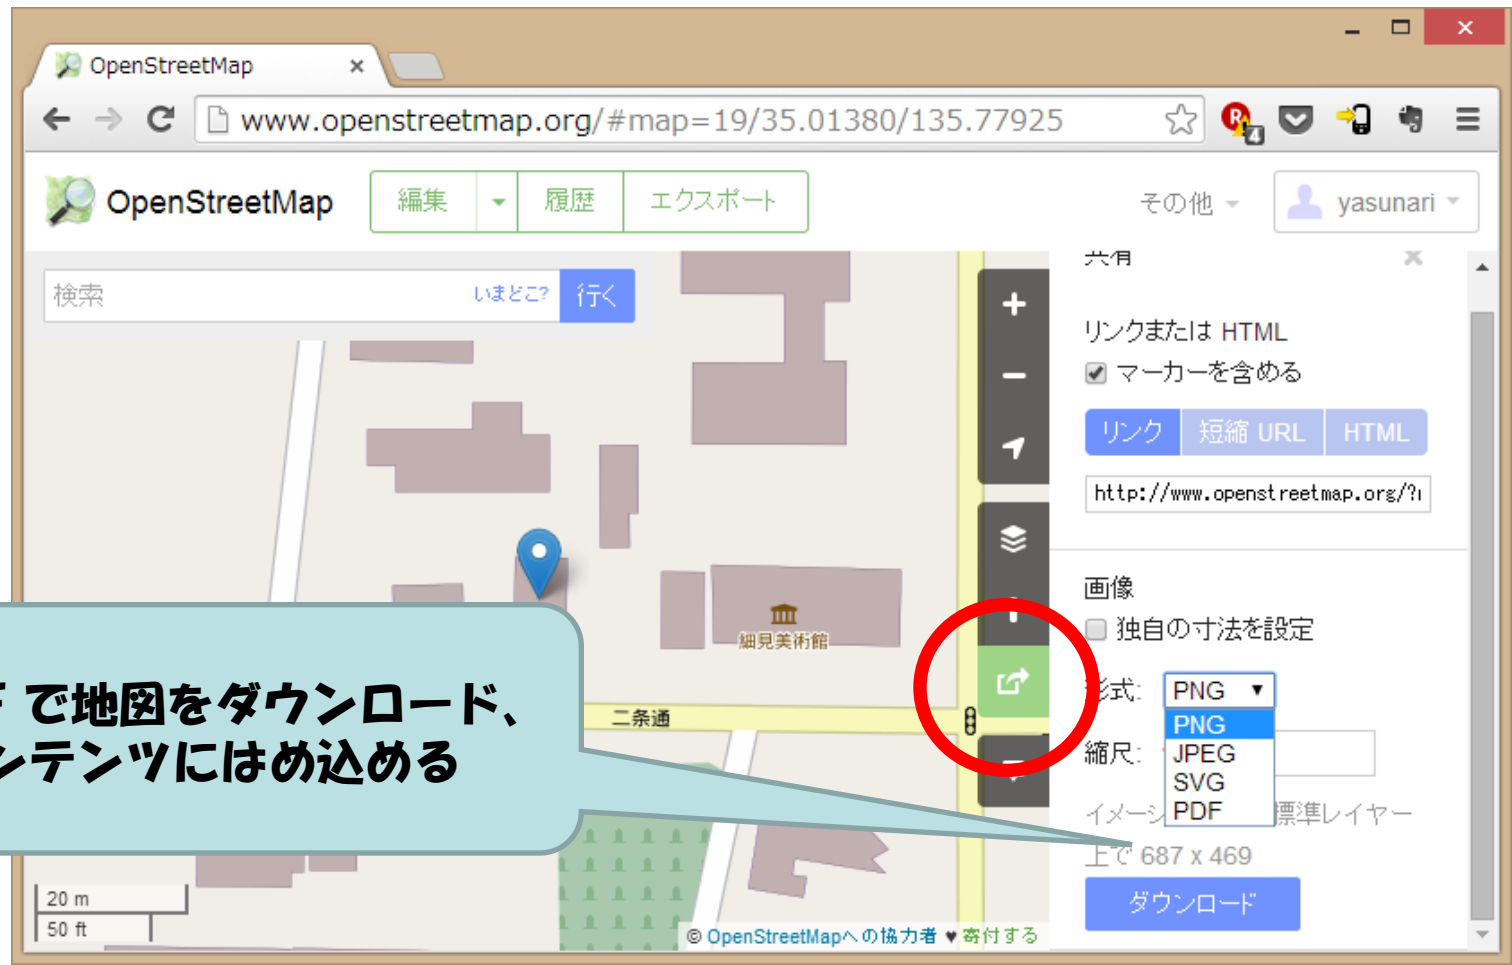 OpenStreetMap
www.openstreetmap.org/#map=19/35.01380/135.77925
4
OpenStreetMap
編集
履歴
エクスポート
その他
yasunari
検索
いまどこ?
行く
共有
リンクまたは HTML
マーカーを含める
リンク
短縮 URL
HTML
http://www.openstreetmap.org/?
画像
独自の寸法を設定
形式: PNG
PNG
JPEG
SVG
PDF
縮尺:
イメージ
標準レイヤー
上で 687 x 469
ダウンロード
細見美術館
二条通
F で地図をダウンロード、
ンテンツにはめ込める
20 m
50 ft
© OpenStreetMapへの協力者 ♥ 寄付する